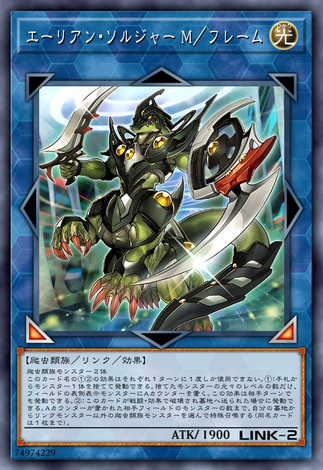 エーリアン・ソルジャー M／フレーム
光
［爬虫類族／リンク／効果］
爬虫類族モンスター２体
このカード名の①②の効果はそれぞれ１ターンに１度しか使用できない。①：手札か
らモンスター１体を捨てて発動できる。捨てたモンスターの元々のレベルの数だけ、
フィールドの表側表示モンスターにAカウンターを置く。この効果は相手ターンで
も発動できる。②：このカードが戦闘・効果で破壊され墓地へ送られた場合に発動で
きる。Aカウンターが置かれた相手フィールドのモンスターの数まで、自分の墓地か
らリンクモンスター以外の爬虫類族モンスターを選んで特殊召喚する（同名カード
は１枚まで）。
ATK/ 1900 LINK-2
74974229